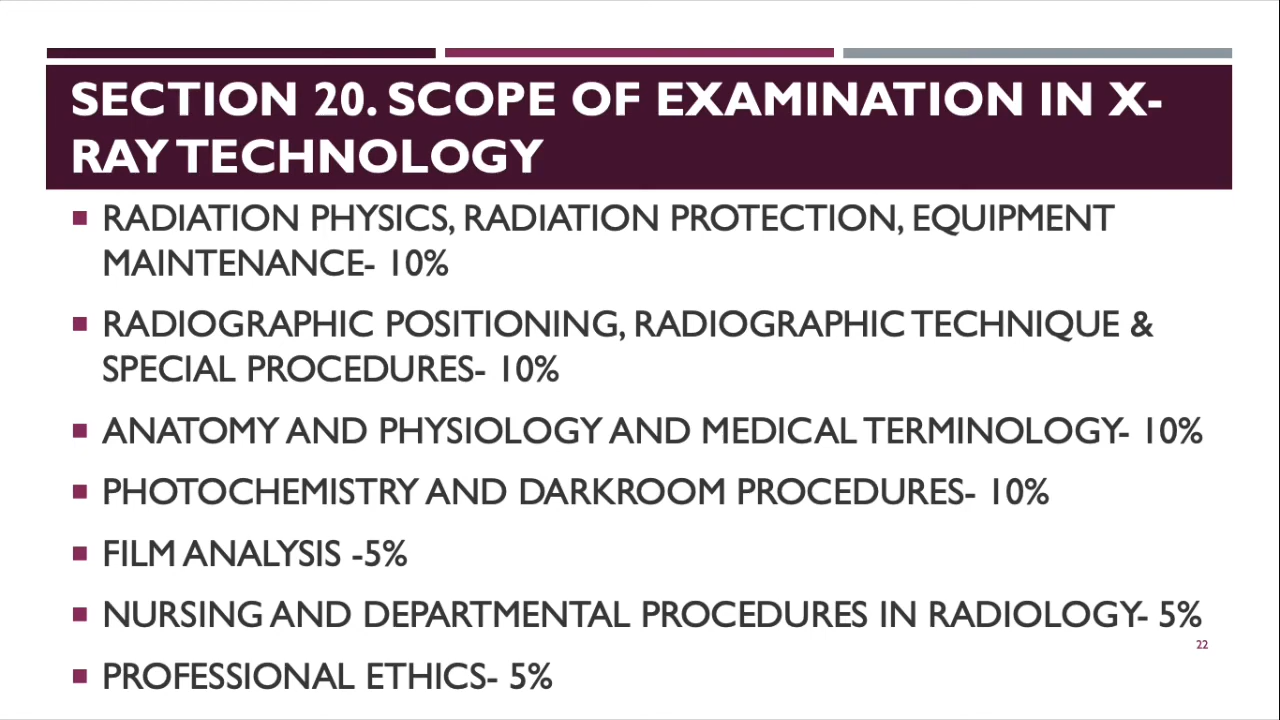 SECTION 20. SCOPE OF EXAMINATION IN X-
RAY TECHNOLOGY
RADIATION PHYSICS, RADIATION PROTECTION, EQUIPMENT
MAINTENANCE- 10%
RADIOGRAPHIC POSITIONING, RADIOGRAPHIC TECHNIQUE &
SPECIAL PROCEDURES- 10%
ANATOMY AND PHYSIOLOGY AND MEDICAL TERMINOLOGY- 10%
PHOTOCHEMISTRY AND DARKROOM PROCEDURES- 10%
FILM ANALYSIS -5%
NURSING AND DEPARTMENTAL PROCEDURES IN RADIOLOGY- 5%
22
PROFESSIONAL ETHICS- 5%